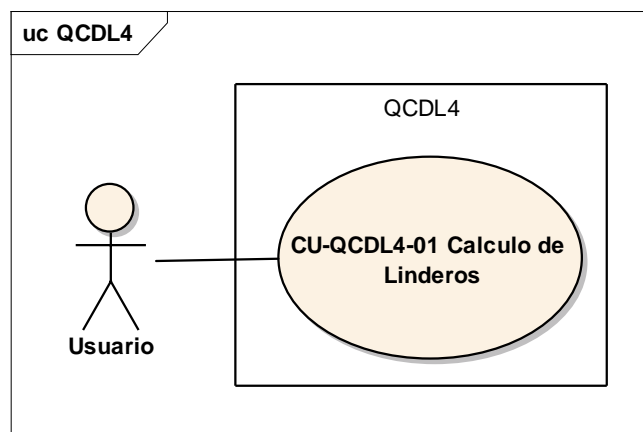 uc QCDL4
QCDL4
CU-QCDL4-01 Calculo de
Linderos
Usuario